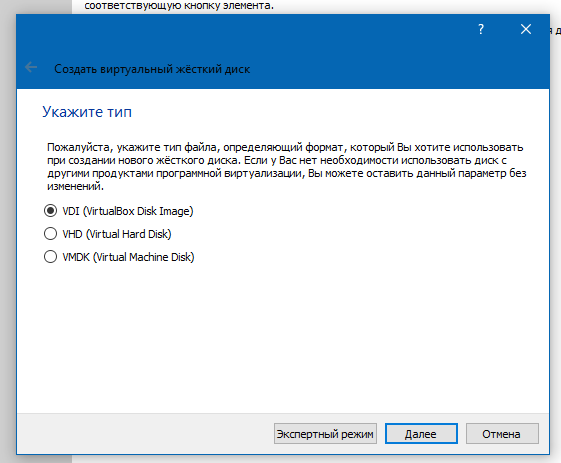 соответствующую кнопку элемента.
?
я д
Создать виртуальный жёсткий диск
Укажите тип
Пожалуйста, укажите тип файла, определяющий формат, который Вы хотите использовать
при создании нового жёсткого диска. Если у Вас нет необходимости использовать диск с
другими продуктами программной виртуализации, Вы можете оставить данный параметр без
изменений.
VDI (VirtualBox Disk Image)
VHD (Virtual Hard Disk)
VMDK (Virtual Machine Disk)
Экспертный режим Далее Отмена